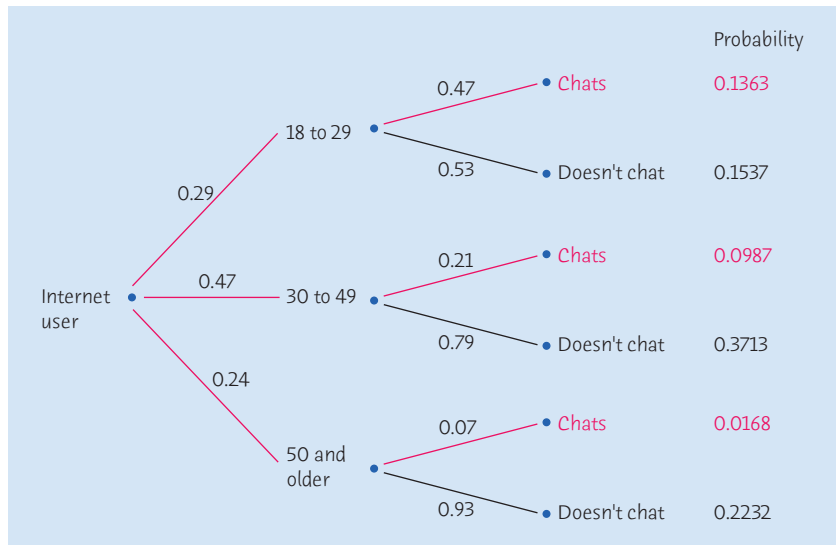 Probability
0.47
Chats
0.1363
18 to 29
0.53
Doesn't chat
0.1537
0.29
0.21
Chats
0.0987
0.47
Internet
user
30 to 49
0.79
Doesn't chat
0.3713
0.24
0.07
Chats
0.0168
50 and
older
0.93
Doesn't chat
0.2232